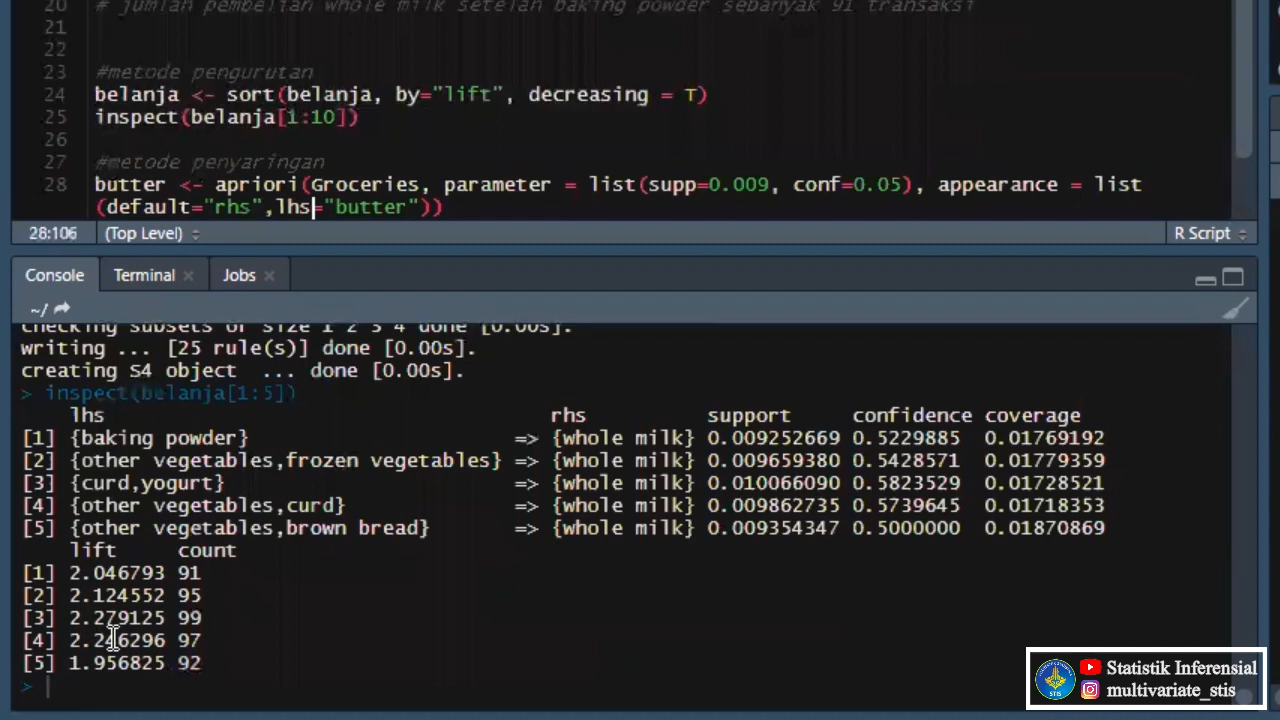 20 # jumlah pembelian whole milk setelah baking powder sebanyak 91 transaksi
21
22
23 #metode pengurutan
24 belanja <- sort(belanja, by="lift", decreasing = T)
25 inspect(belanja[1:10])
26
27 #metode penyaringan
28 butter <- apriori(Groceries, parameter = list(supp=0.009, conf=0.05), appearance = list
(default="rhs",lhs="butter"))
28:106 (Top Level) R Script
Console Terminal Jobs
~/
checking subsets of size 1 2 3 4 done [0.00s].
writing ... [25 rule(s)] done [0.00s].
creating S4 object  ... done [0.00s].
> inspect(belanja[1:5])
lhs rhs support confidence coverage
[1] {baking powder} => {whole milk} 0.009252669 0.5229885 0.01769192
[2] {other vegetables,frozen vegetables} => {whole milk} 0.009659380 0.5428571 0.01779359
[3] {curd,yogurt} => {whole milk} 0.010066090 0.5823529 0.01728521
[4] {other vegetables,curd} => {whole milk} 0.009862735 0.5739645 0.01718353
[5] {other vegetables,brown bread} => {whole milk} 0.009354347 0.5000000 0.01870869
lift count
[1] 2.046793 91
[2] 2.124552 95
[3] 2.279125 99
[4] 2.246296 97
[5] 1.956825 92
>
STIS
Statistik Inferensial
multivariate_stis